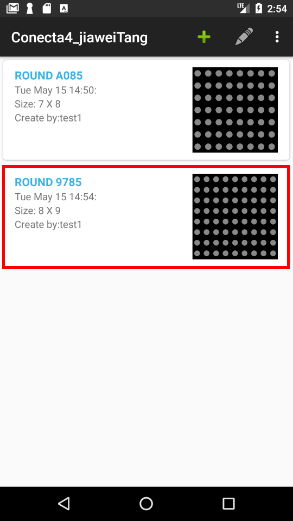 2:54
Conecta4_jiaweiTang
ROUND A085
Tue May 15 14:50:
Size: 7 X 8
Create by:test1
ROUND 9785
Tue May 15 14:54:
Size: 8 X 9
Create by:test1